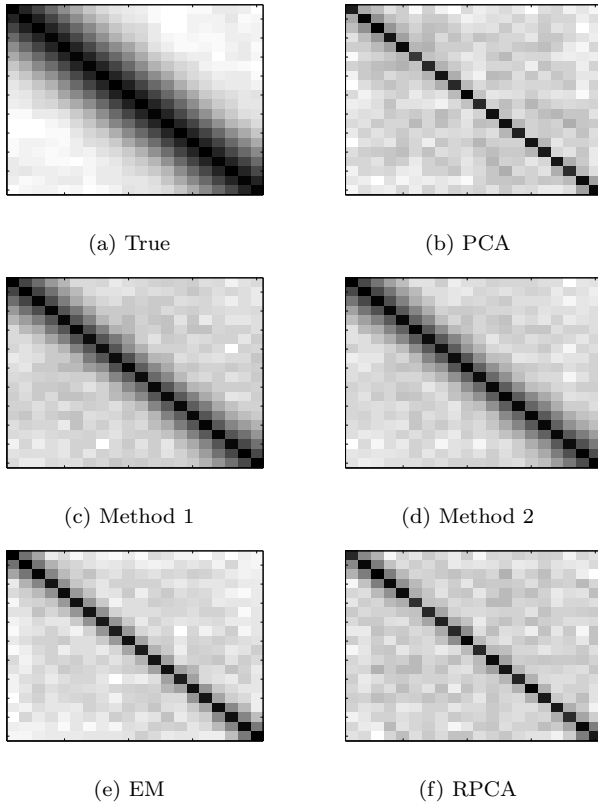 (a) True
(b) PCA
(c) Method 1
(d) Method 2
(e) EM
(f) RPCA